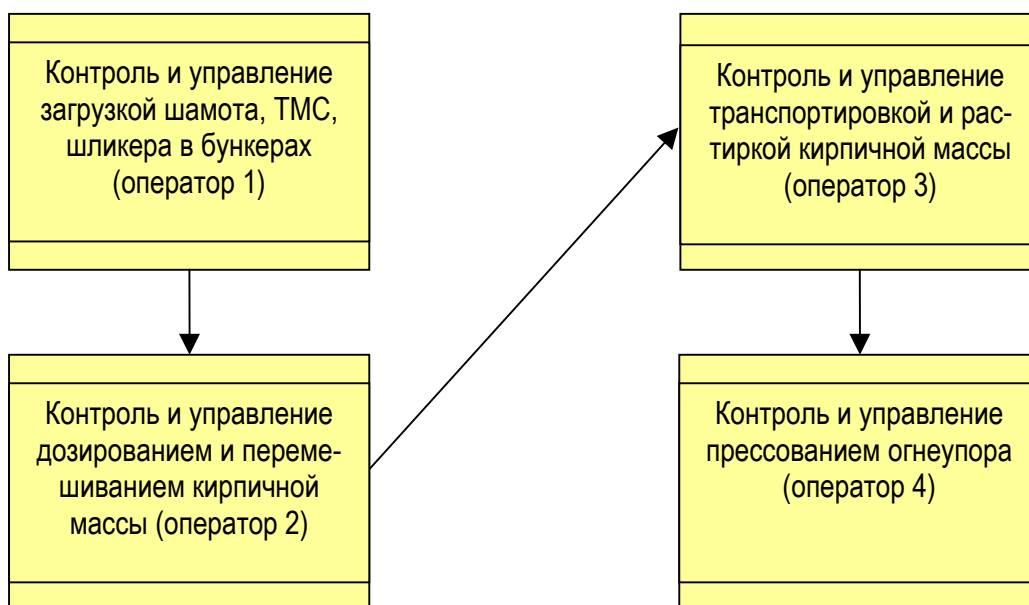 Контроль и управление
загрузкой шамота, ТМС,
шликера в бункерах
(оператор 1)
Контроль и управление
дозированием и переме-
шиванием кирпичной
массы (оператор 2)
Контроль и управление
транспортировкой и рас-
тиркой кирпичной массы
(оператор 3)
Контроль и управление
прессованием огнеупора
(оператор 4)